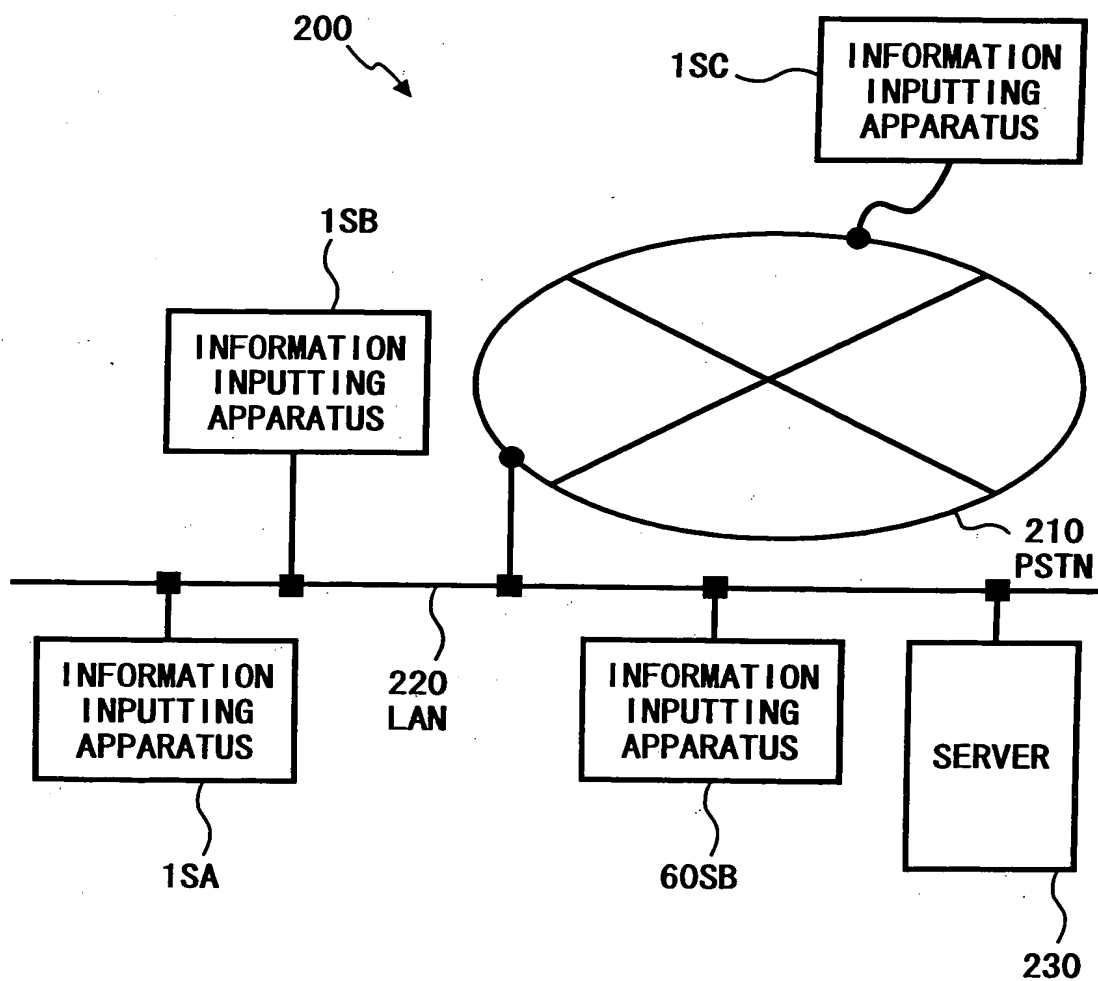 200
1SC
INFORMATION
INPUTTING
APPARATUS
1SB
INFORMATION
INPUTTING
APPARATUS
210
PSTN
INFORMATION
INPUTTING
APPARATUS
220
LAN
INFORMATION
INPUTTING
APPARATUS
SERVER
1SA
60SB
230